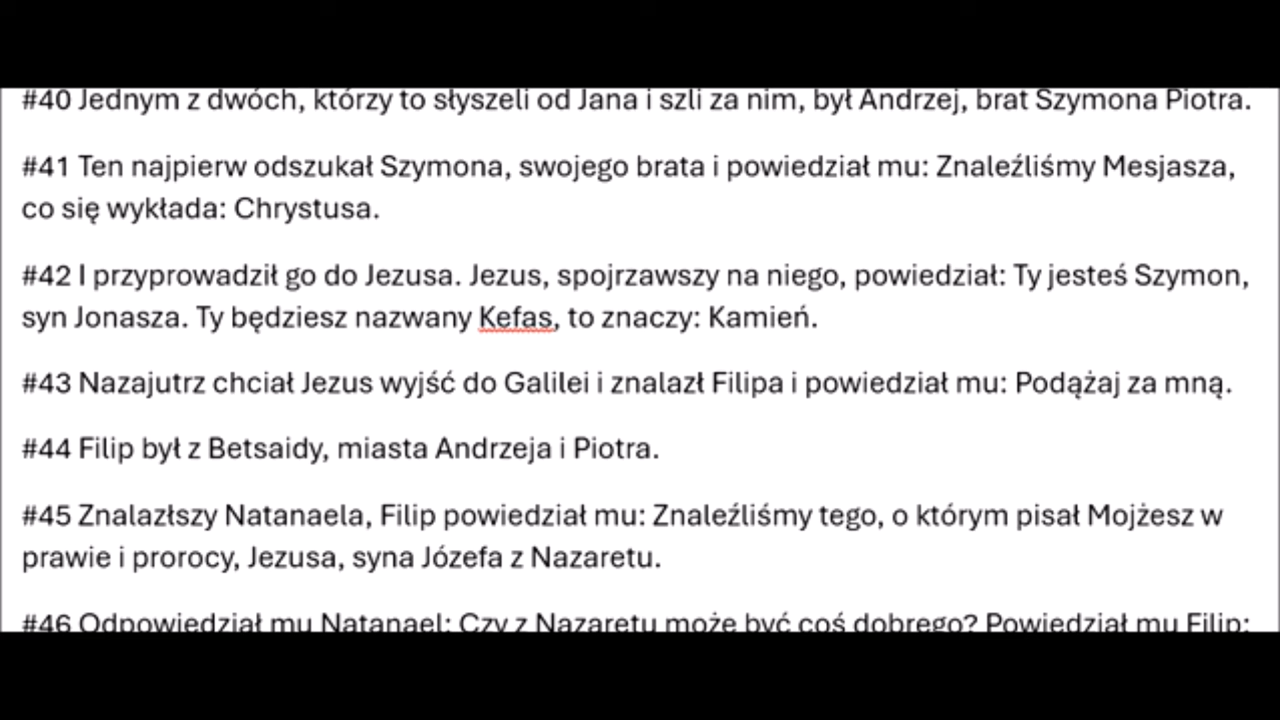 #40 Jednym z dwóch, którzy to słyszeli od Jana i szli za nim, był Andrzej, brat Szymona Piotra.
#41 Ten najpierw odszukał Szymona, swojego brata i powiedział mu: Znaleźliśmy Mesjasza,
co się wykłada: Chrystusa.
#42 I przyprowadził go do Jezusa. Jezus, spojrzawszy na niego, powiedział: Ty jesteś Szymon,
syn Jonasza. Ty będziesz nazwany Kefas, to znaczy: Kamień.
#43 Nazajutrz chciał Jezus wyjść do Galilei i znalazł Filipa i powiedział mu: Podążaj za mną.
#44 Filip był z Betsaidy, miasta Andrzeja i Piotra.
#45 Znalazłszy Natanaela, Filip powiedział mu: Znaleźliśmy tego, o którym pisał Mojżesz w
prawie i prorocy, Jezusa, syna Józefa z Nazaretu.
#46 Odpowiedział mu Natanael: Czy z Nazaretu może być coś dobrego? Powiedział mu Filip: